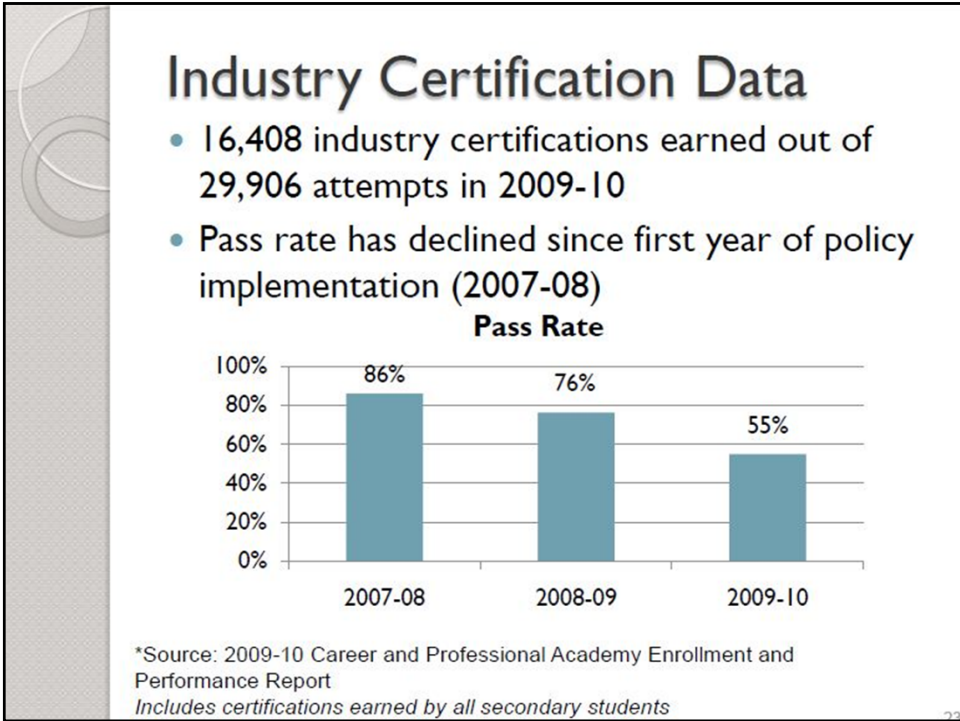 Industry Certification Data
• 16,408 industry certifications earned out of
29,906 attempts in 2009-10
• Pass rate has declined since first year of policy
implementation (2007-08)
Pass Rate
100%
80%
60%
40%
20%
0%
86%
76%
55%
2007-08
2008-09
2009-10
*Source: 2009-10 Career and Professional Academy Enrollment and
Performance Report
Includes certifications earned by all secondary students
23